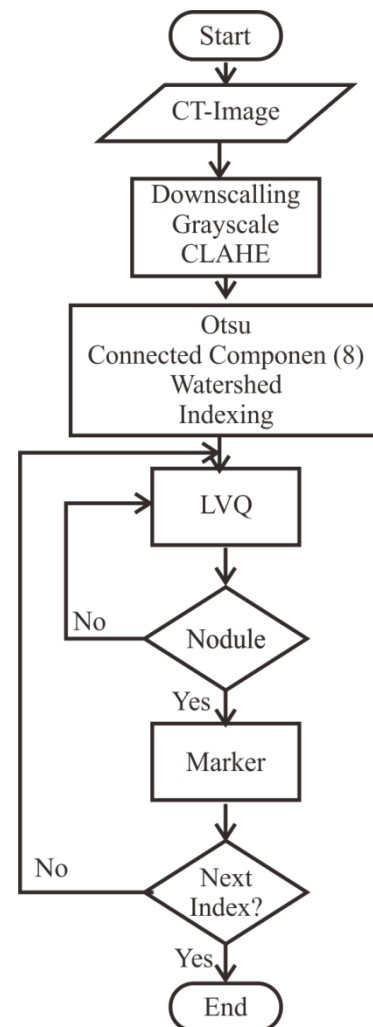 Start
CT-Image
Downscalling
Grayscale
CLAHE
Otsu
Connected Componen (8)
Watershed
Indexing
LVQ
No
Nodule
Yes
Marker
No
Next
Index?
Yes
End